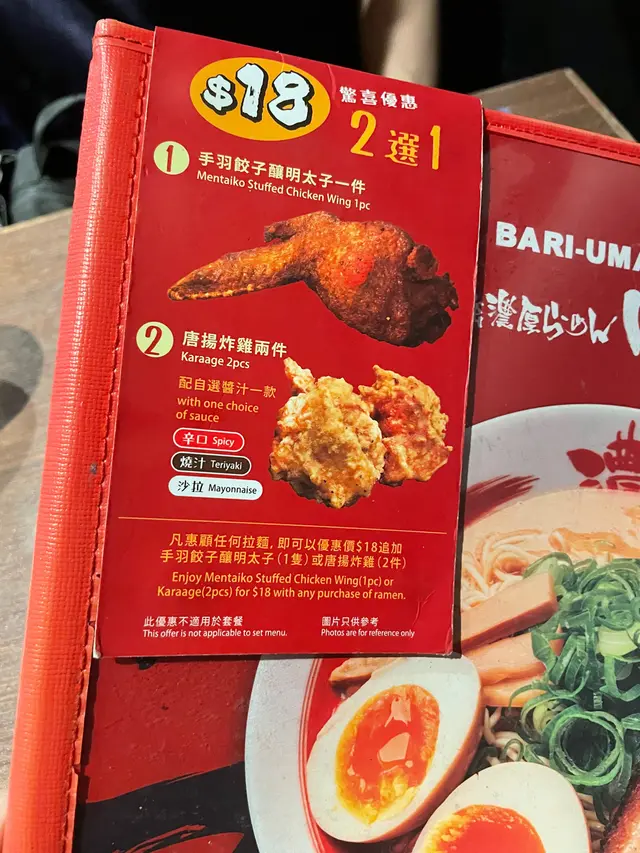 $18
驚喜優惠
2選1
1
手羽餃子釀明太子一件
Mentaiko Stuffed Chicken Wing 1pc
2
唐揚炸雞兩件
Karaage 2pcs
配自選醬汁一款
with one choice
of sauce
辛口 Spicy
燒汁 Teriyaki
沙拉 Mayonnaise
凡惠顧任何拉麵，即可以優惠價$18追加
手羽餃子釀明太子（1隻）或唐揚炸雞（2件）
Enjoy Mentaiko Stuffed Chicken Wing(1pc) or
Karaage(2pcs) for $18 with any purchase of ramen.
此優惠不適用於套餐
This offer is not applicable to set menu.
圖片只供參考
Photos are for reference only
BARI-UMA
濃厚らーめん
濃